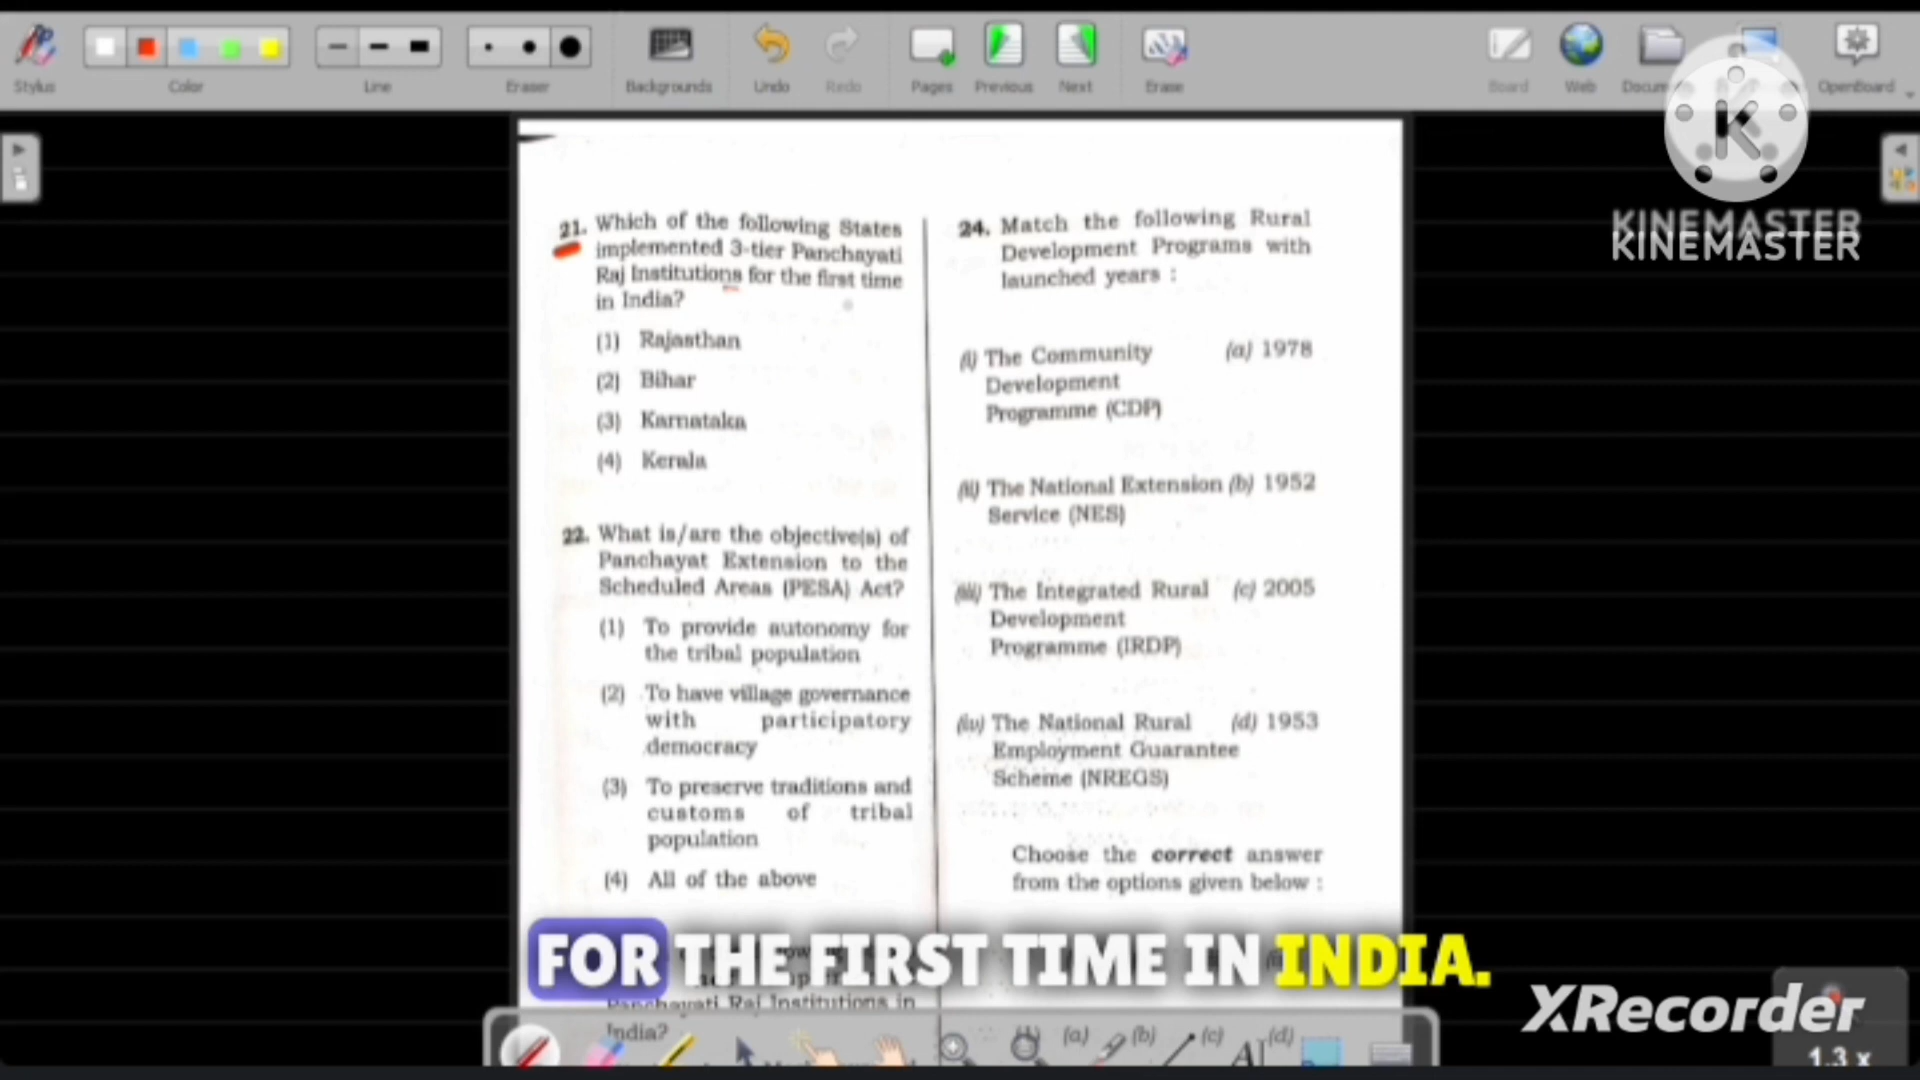 Stylus
Color
Line
Eraser
Backgrounds
Undo
Redo
Pages
Previous
Next
Erase
Board
Web
OpenBoard
K
KINEMASTER
KINEMASTER
21. Which of the following States
implemented 3-tier Panchayati
Raj Institutions for the first time
in India?
(1) Rajasthan
(2) Bihar
(3) Karnataka
(4) Kerala
22. What is/are the objective(s) of
Panchayat Extension to the
Scheduled Areas (PESA) Act?
(1) To provide autonomy for
the tribal population
(2) To have village governance
with participatory
democracy
(3) To preserve traditions and
customs of tribal
population
(4) All of the above
Panchayati Raj Institutions in
India?
24. Match the following Rural
Development Programs with
launched years :
(i) The Community (a) 1978
Development
Programme (CDP)
(ii) The National Extension (b) 1952
Service (NES)
(iii) The Integrated Rural (c) 2005
Development
Programme (IRDP)
(iv) The National Rural (d) 1953
Employment Guarantee
Scheme (NREGS)
Choose the correct answer
from the options given below :
(1) (a) (b) (c) (d)
FOR THE FIRST TIME IN INDIA.
XRecorder
1.3 x